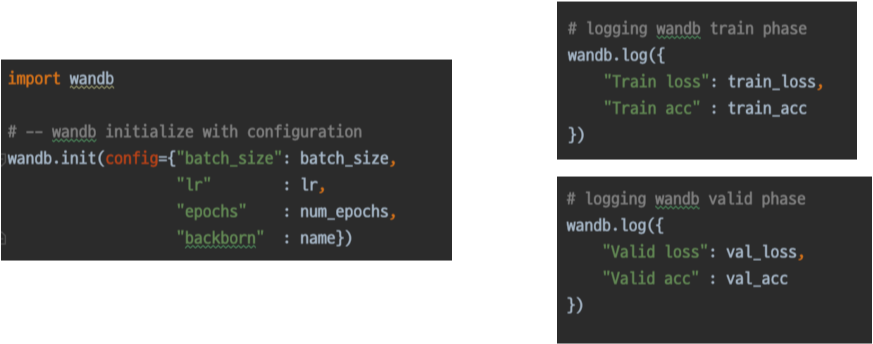 import wandb
# -- wandb initialize with configuration
wandb.init(config={"batch_size": batch_size,
"lr" : lr,
"epochs" : num_epochs,
"backborn" : name})
# logging wandb train phase
wandb.log({
"Train loss": train_loss,
"Train acc" : train_acc
})
# logging wandb valid phase
wandb.log({
"Valid loss": val_loss,
"Valid acc" : val_acc
})